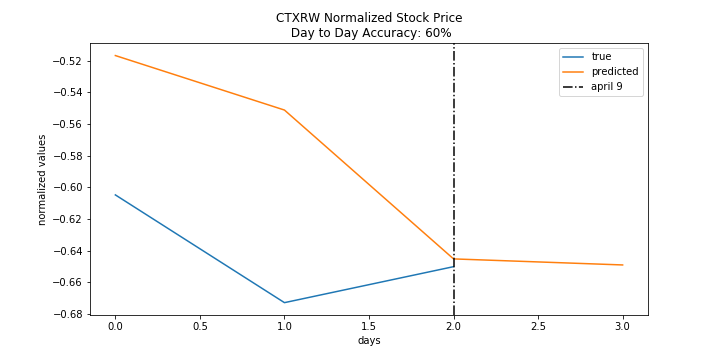 CTXRW Normalized Stock Price
Day to Day Accuracy: 60%
true
predicted
april 9
normalized values
−0.52
−0.54
−0.56
−0.58
−0.60
−0.62
−0.64
−0.66
−0.68
0.0 0.5 1.0 1.5 2.0 2.5 3.0
days